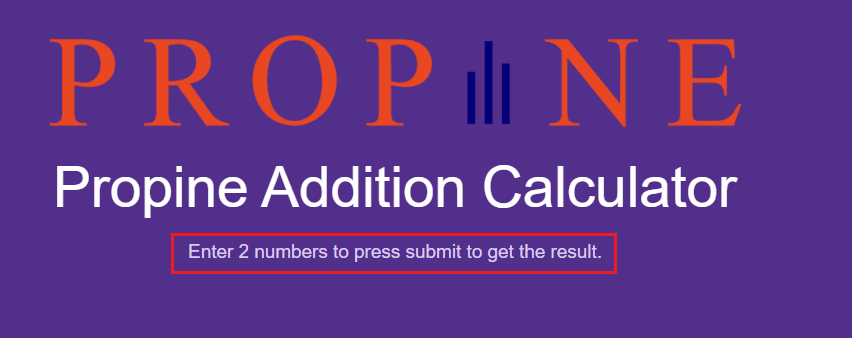 PROPINE
Propine Addition Calculator
Enter 2 numbers to press submit to get the result.